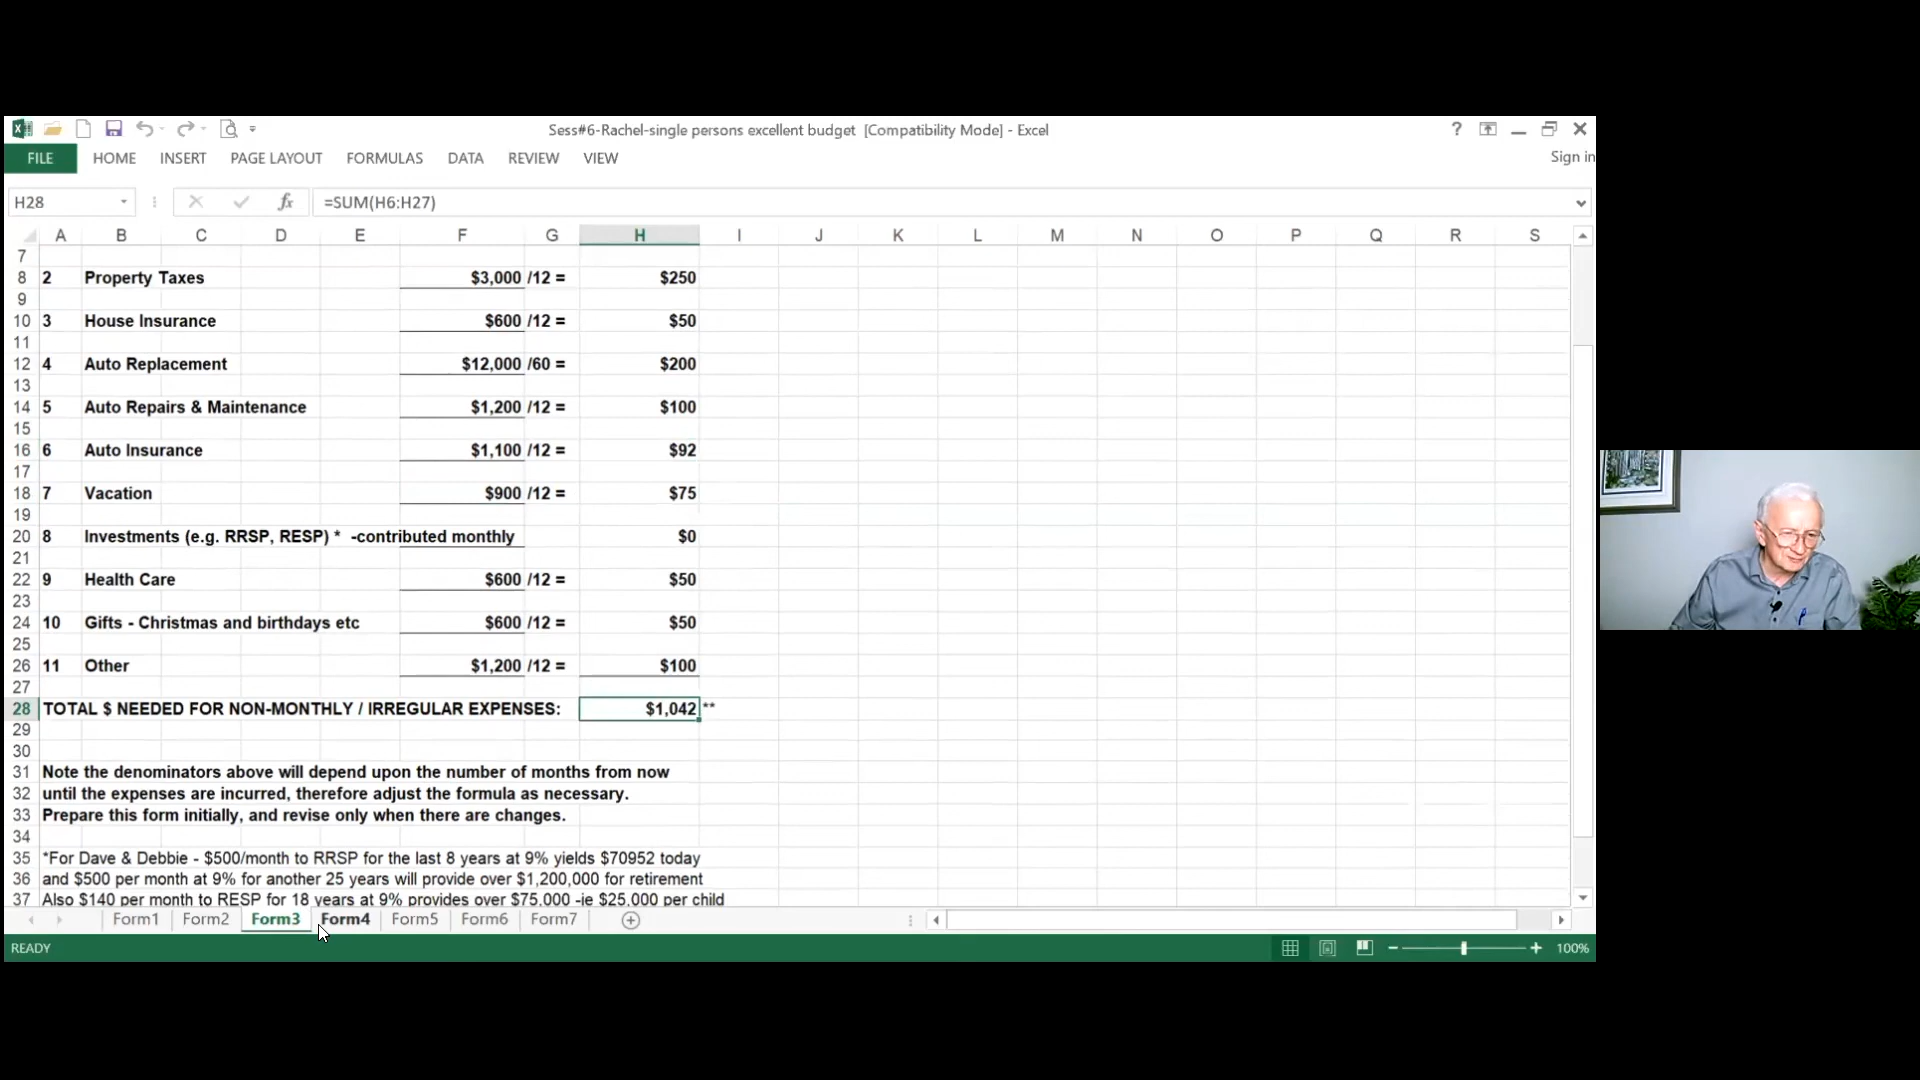 Sess#6-Rachel-single persons excellent budget [Compatibility Mode] - Excel
?
FILE HOME INSERT PAGE LAYOUT FORMULAS DATA REVIEW VIEW Sign in
H28 fx =SUM(H6:H27)
A B C D E F G H I J K L M N O P Q R S
7
8 2 Property Taxes $3,000 /12 = $250
9
10 3 House Insurance $600 /12 = $50
11
12 4 Auto Replacement $12,000 /60 = $200
13
14 5 Auto Repairs & Maintenance $1,200 /12 = $100
15
16 6 Auto Insurance $1,100 /12 = $92
17
18 7 Vacation $900 /12 = $75
19
20 8 Investments (e.g. RRSP, RESP) * -contributed monthly $0
21
22 9 Health Care $600 /12 = $50
23
24 10 Gifts - Christmas and birthdays etc $600 /12 = $50
25
26 11 Other $1,200 /12 = $100
27
28 TOTAL $ NEEDED FOR NON-MONTHLY / IRREGULAR EXPENSES: $1,042 **
29
30
31 Note the denominators above will depend upon the number of months from now
32 until the expenses are incurred, therefore adjust the formula as necessary.
33 Prepare this form initially, and revise only when there are changes.
34
35 *For Dave & Debbie - $500/month to RRSP for the last 8 years at 9% yields $70952 today
36 and $500 per month at 9% for another 25 years will provide over $1,200,000 for retirement
37 Also $140 per month to RESP for 18 years at 9% provides over $75,000 -ie $25,000 per child
Form1 Form2 Form3 Form4 Form5 Form6 Form7
READY 100%